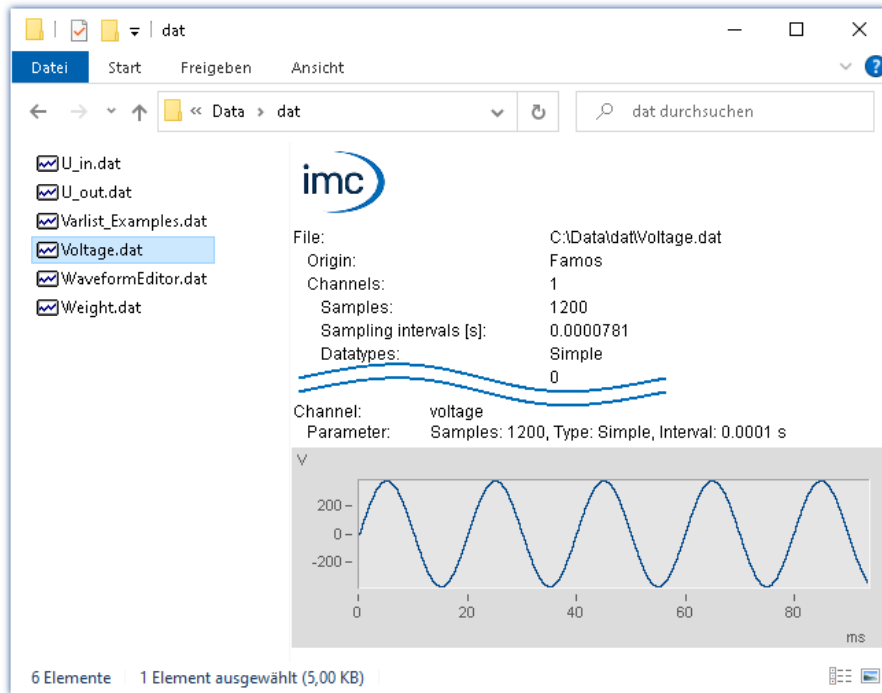 dat
Datei Start Freigeben Ansicht ?
« Data › dat dat durchsuchen
U_in.dat
U_out.dat
Varlist_Examples.dat
Voltage.dat
WaveformEditor.dat
Weight.dat
imc
File: C:\Data\dat\Voltage.dat
Origin: Famos
Channels: 1
Samples: 1200
Sampling intervals [s]: 0.0000781
Datatypes: Simple
0
Channel: voltage
Parameter: Samples: 1200, Type: Simple, Interval: 0.0001 s
V
200
0
-200
0 20 40 60 80
ms
6 Elemente 1 Element ausgewählt (5,00 KB)